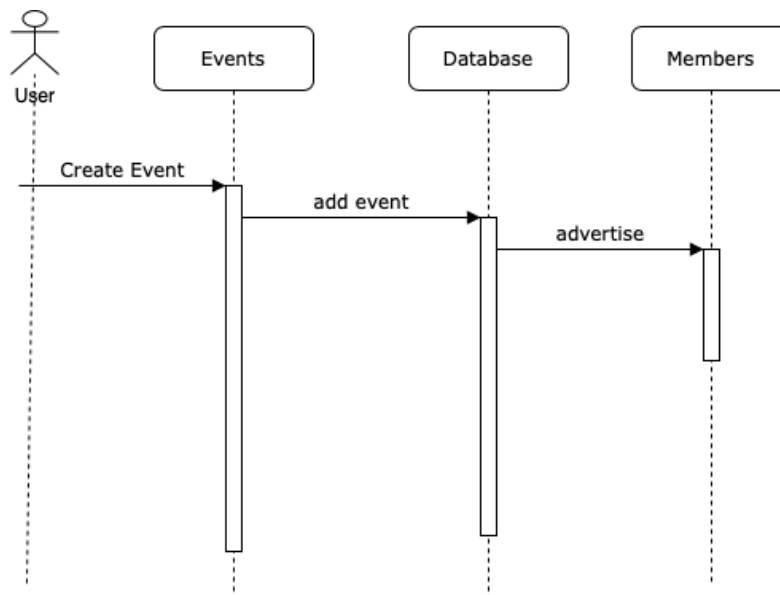 User
Events
Database
Members
Create Event
add event
advertise